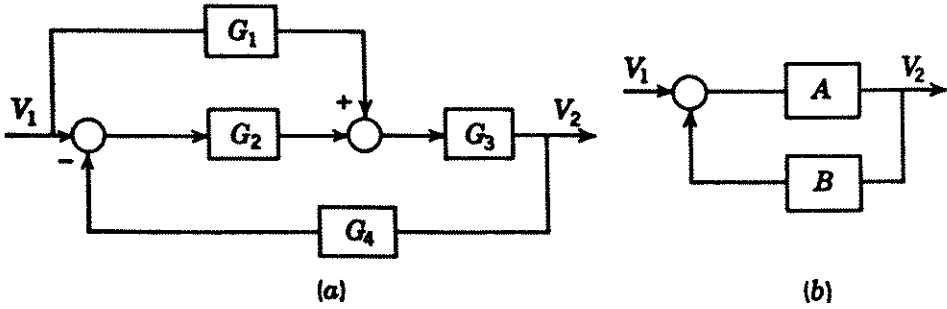 G₁
V₁
+
G₂
G₃
V₂
−
G₄
(a)
V₁
A
V₂
B
(b)